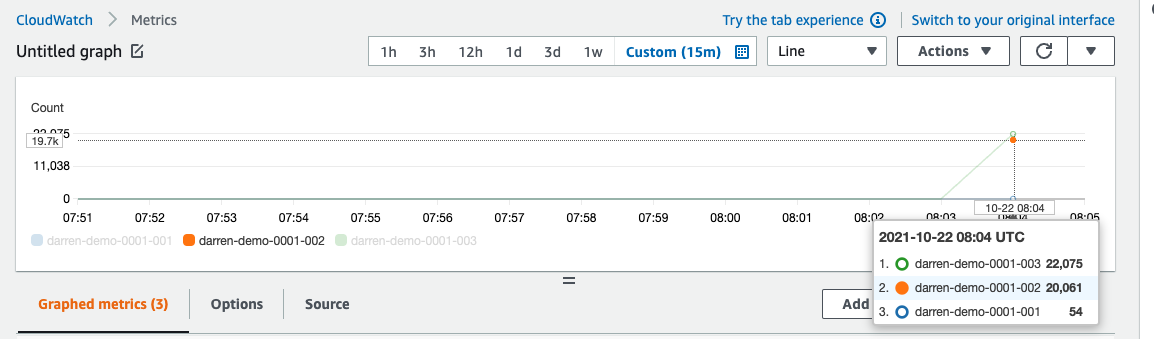 CloudWatch > Metrics
Try the tab experience Switch to your original interface
Untitled graph 1h 3h 12h 1d 3d 1w Custom (15m) Line Actions
Count
22,075
19.7k
11,038
0
07:51 07:52 07:53 07:54 07:55 07:56 07:57 07:58 07:59 08:00 08:01 08:02 08:03 08:04 08:05
10-22 08:04
darren-demo-0001-001 darren-demo-0001-002 darren-demo-0001-003
2021-10-22 08:04 UTC
1. darren-demo-0001-003 22,075
2. darren-demo-0001-002 20,061
3. darren-demo-0001-001 54
Graphed metrics (3) Options Source Add